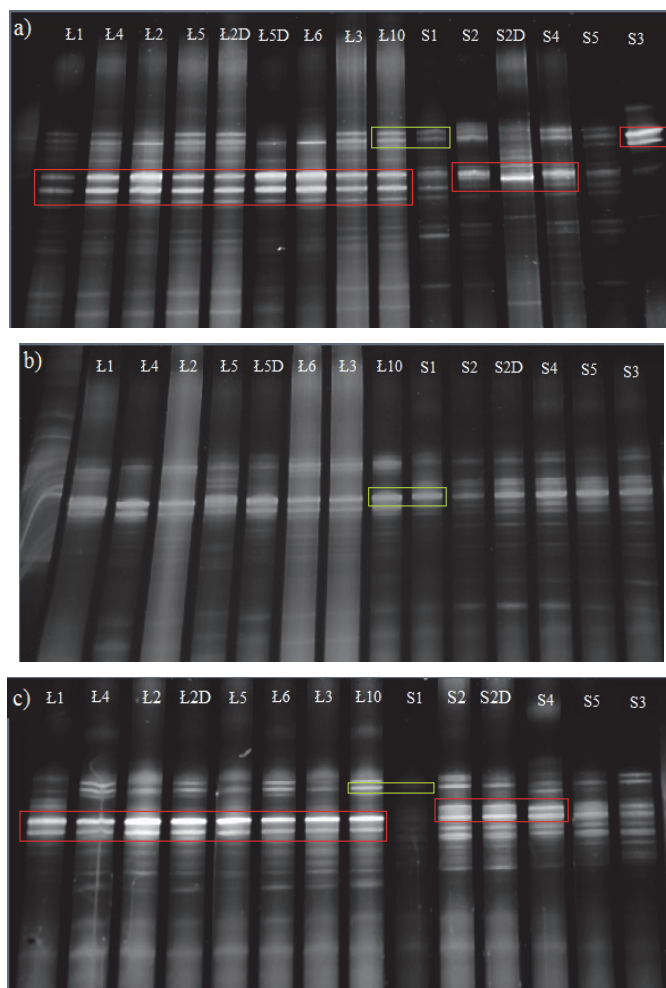 a) Ł1 Ł4 Ł2 Ł5 Ł2D Ł5D Ł6 Ł3 Ł10 S1 S2 S2D S4 S5 S3
b) Ł1 Ł4 Ł2 Ł5 Ł5D Ł6 Ł3 Ł10 S1 S2 S2D S4 S5 S3
c) Ł1 Ł4 Ł2 Ł2D Ł5 Ł6 Ł3 Ł10 S1 S2 S2D S4 S5 S3